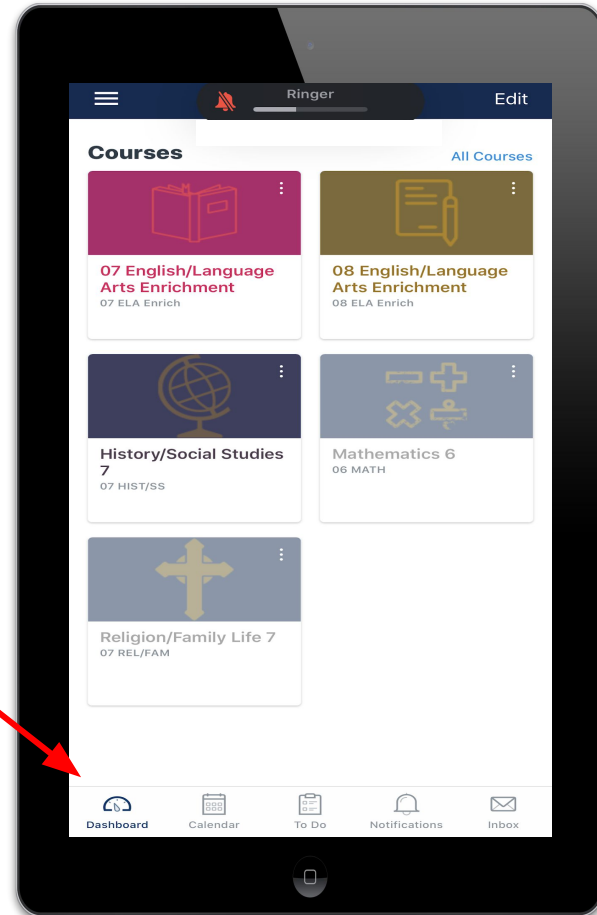 Ringer
Edit
Courses
All Courses
07 English/Language
Arts Enrichment
07 ELA Enrich
08 English/Language
Arts Enrichment
08 ELA Enrich
History/Social Studies
7
07 HIST/SS
Mathematics 6
06 MATH
Religion/Family Life 7
07 REL/FAM
Dashboard
Calendar
To Do
Notifications
Inbox